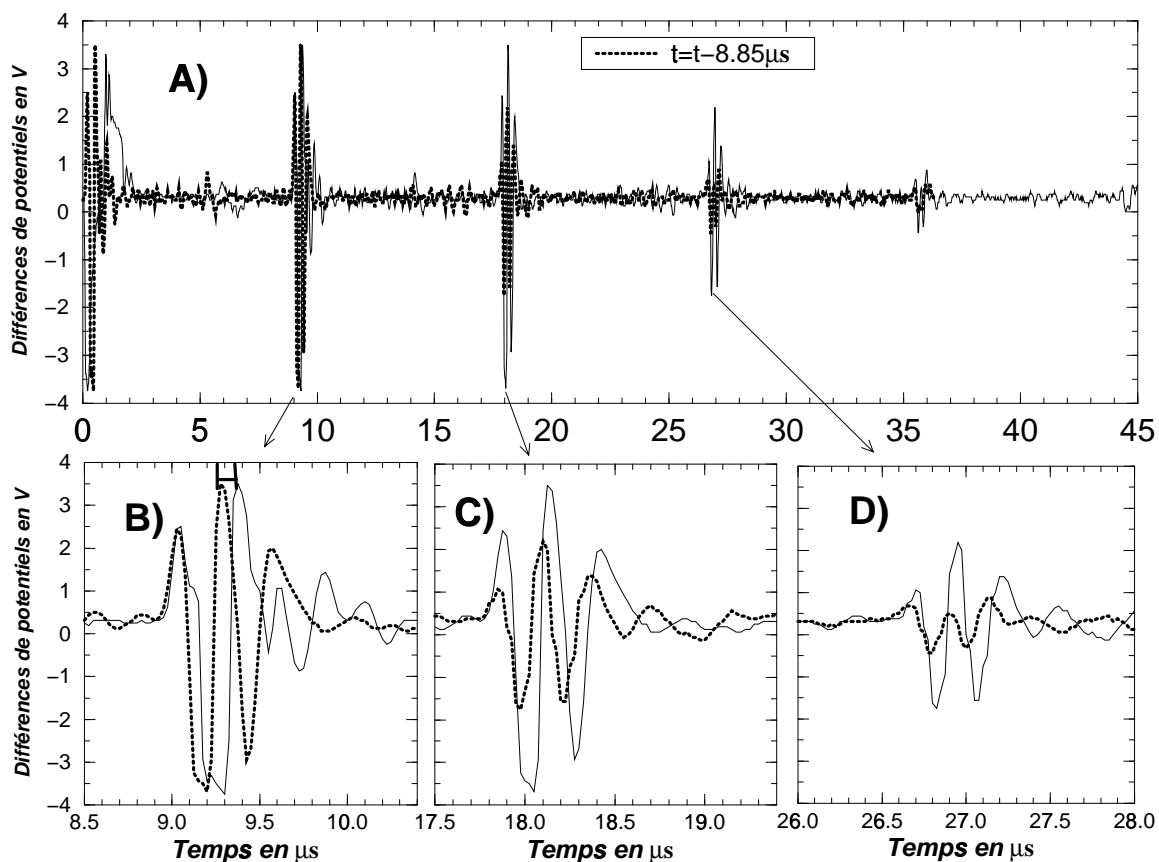 Différences de potentiels en V
4
3
2
1
0
−1
−2
−3
−4
A)
t=t−8.85µs
0 5 10 15 20 25 30 35 40 45
Différences de potentiels en V
4
3
2
1
0
−1
−2
−3
−4
B)
8.5 9.0 9.5 10.0
Temps en µs
C)
17.5 18.0 18.5 19.0
Temps en µs
D)
26.0 26.5 27.0 27.5 28.0
Temps en µs